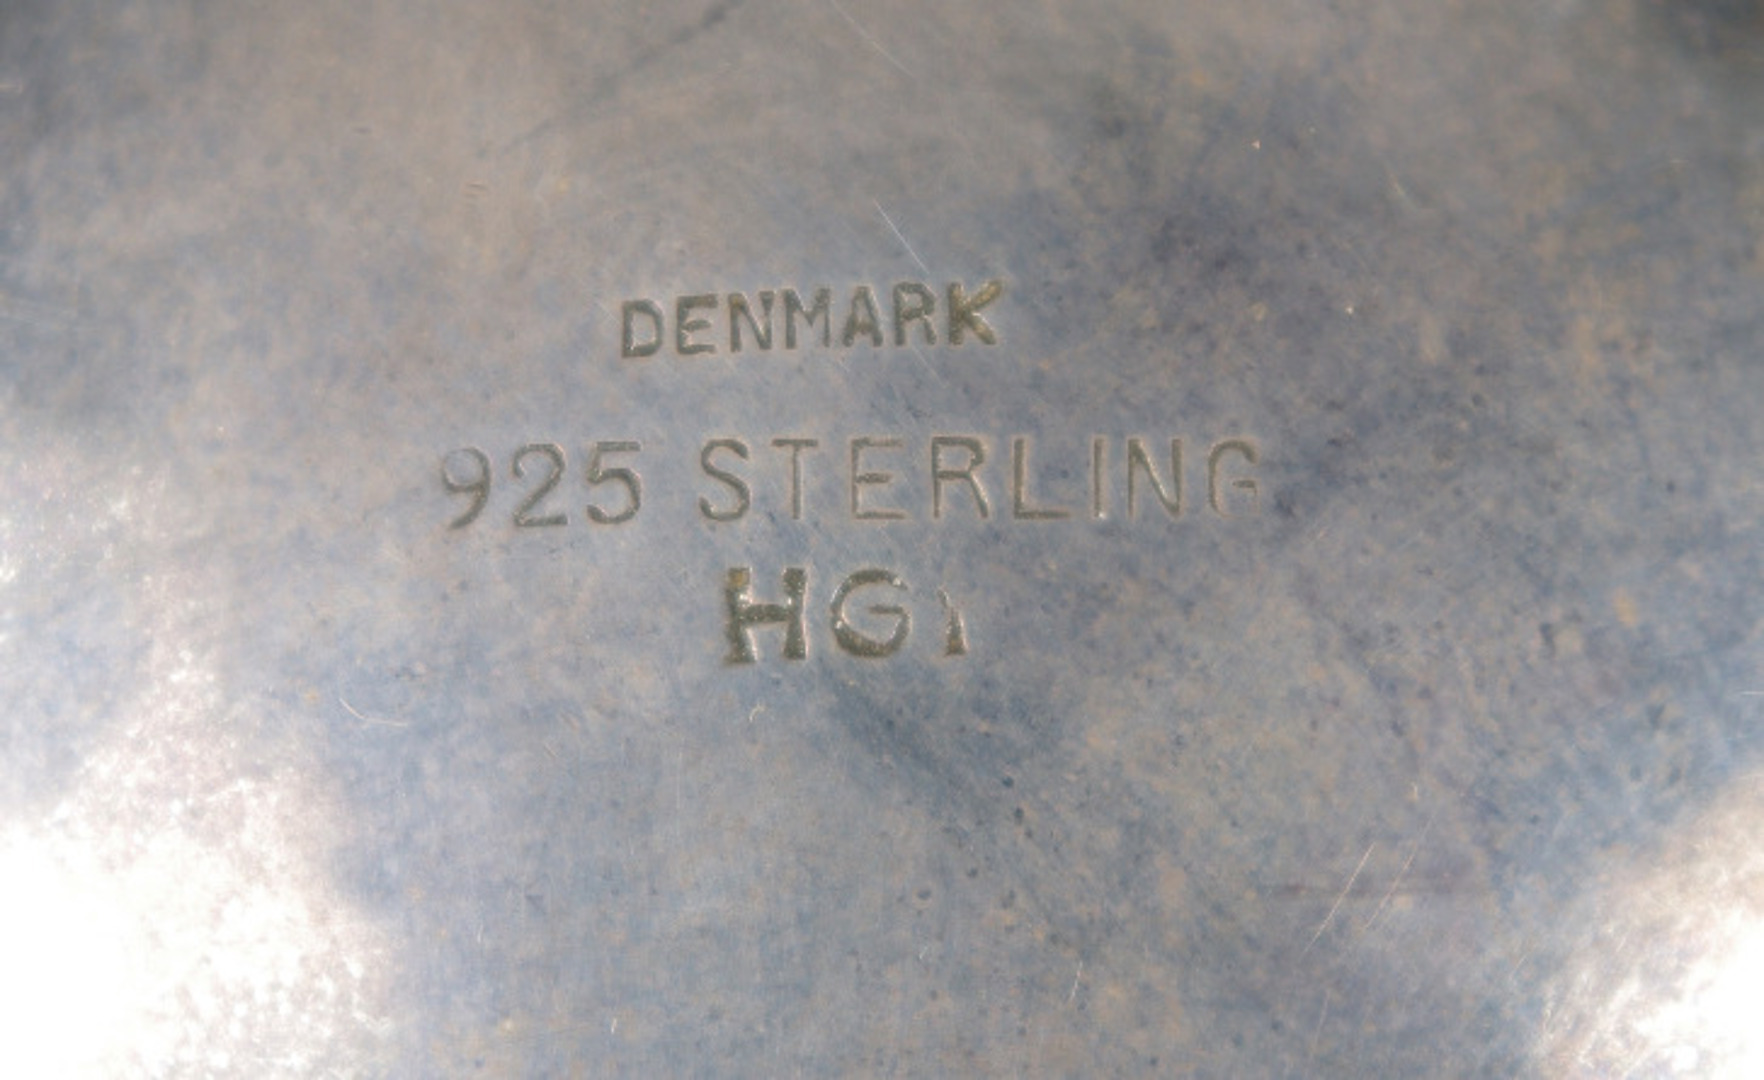 DENMARK
925 STERLING
HG